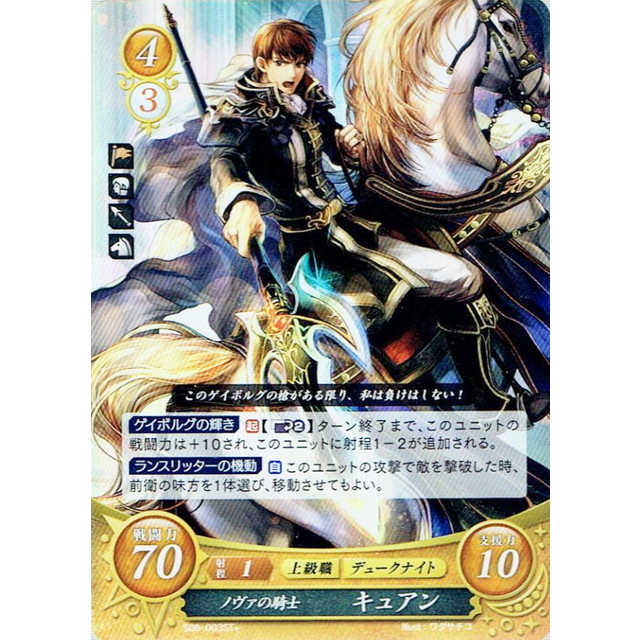 4
3
このゲイボルグの槍がある限り、私は負けはしない!
ゲイボルグの輝き 起【 2】ターン終了まで、このユニットの
戦闘力は+10され、このユニットに射程1-2が追加される。
ランスリッターの機動 自 このユニットの攻撃で敵を撃破した時、
前衛の味方を1体選び、移動させてもよい。
戦闘力
70
射程 1
上級職
デュークナイト
支援力
10
ノヴァの騎士 キュアン
S08-003ST+
Illust:ワダサチコ